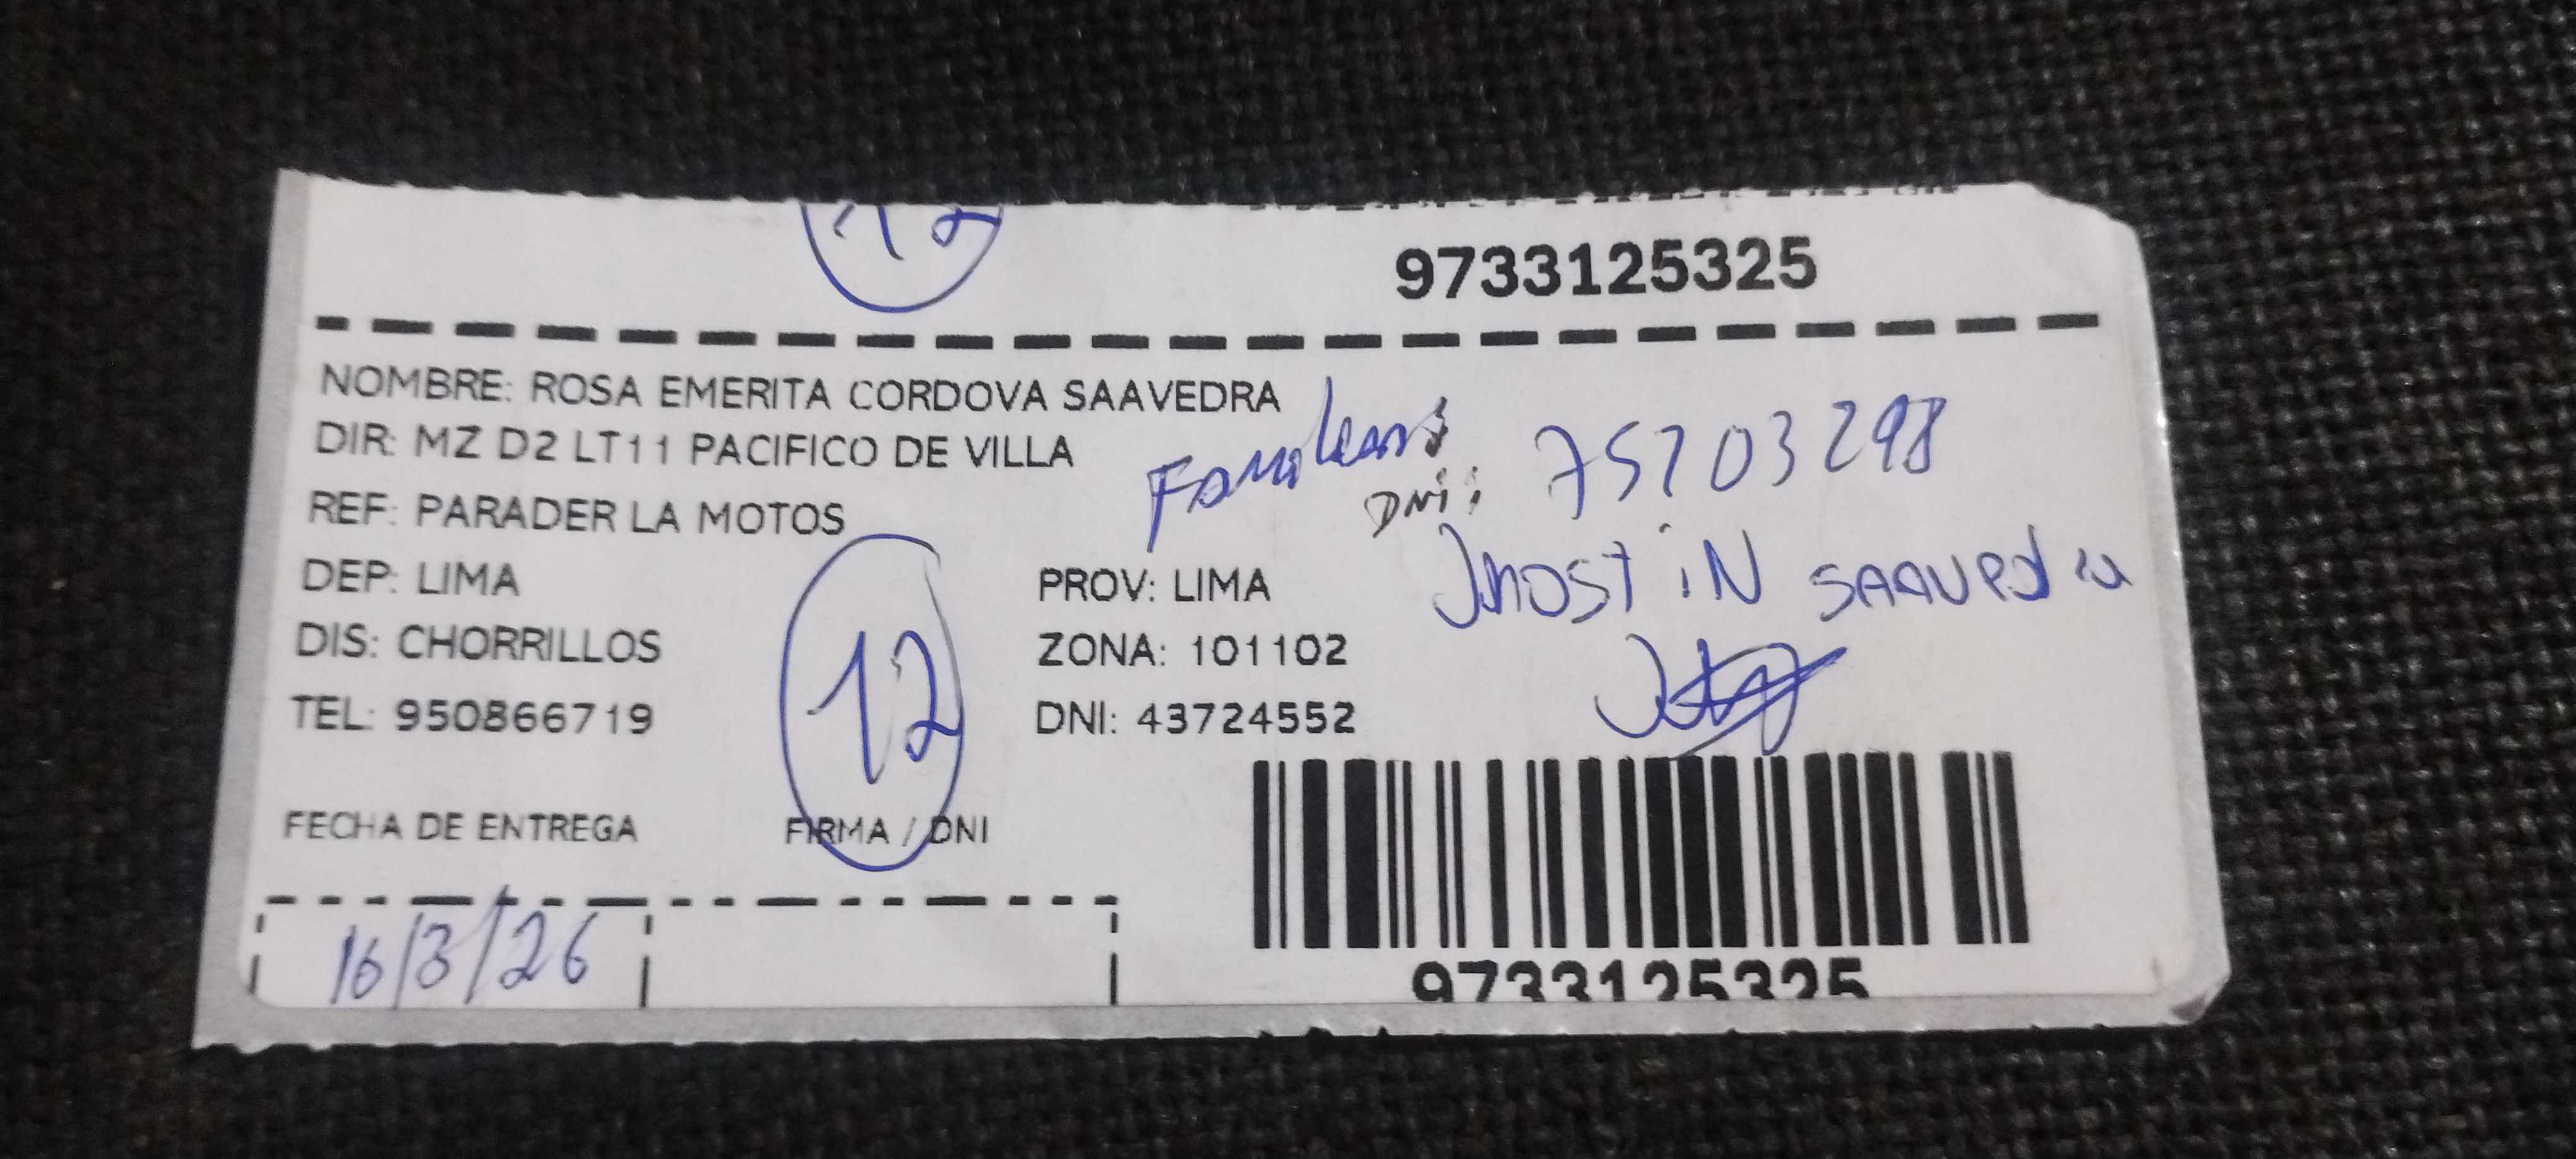 12
9733125325
NOMBRE: ROSA EMERITA CORDOVA SAAVEDRA
DIR: MZ D2 LT11 PACIFICO DE VILLA
REF: PARADER LA MOTOS
DNI: 75703298
DEP: LIMA
PROV: LIMA
JHOSTIN SAAVEDRA
DIS: CHORRILLOS
ZONA: 101102
12
TEL: 950866719
DNI: 43724552
FECHA DE ENTREGA
FIRMA / DNI
16/3/26
9733125325